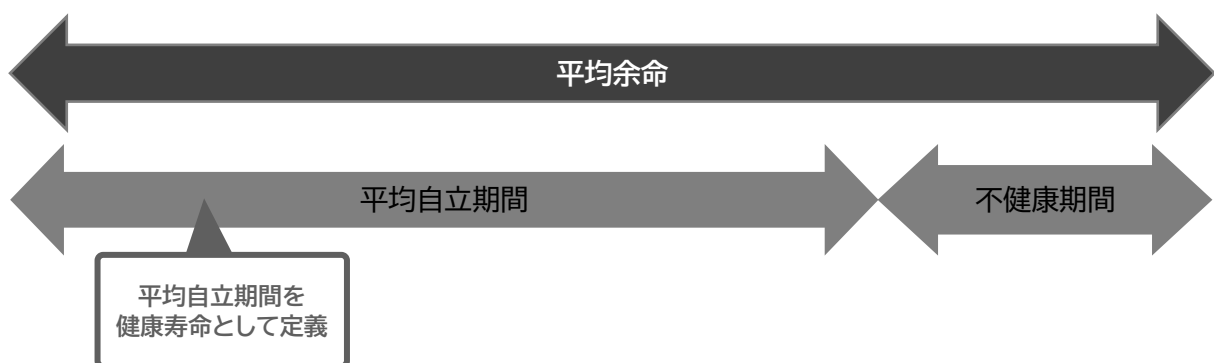 平均余命
平均自立期間
不健康期間
平均自立期間を
健康寿命として定義